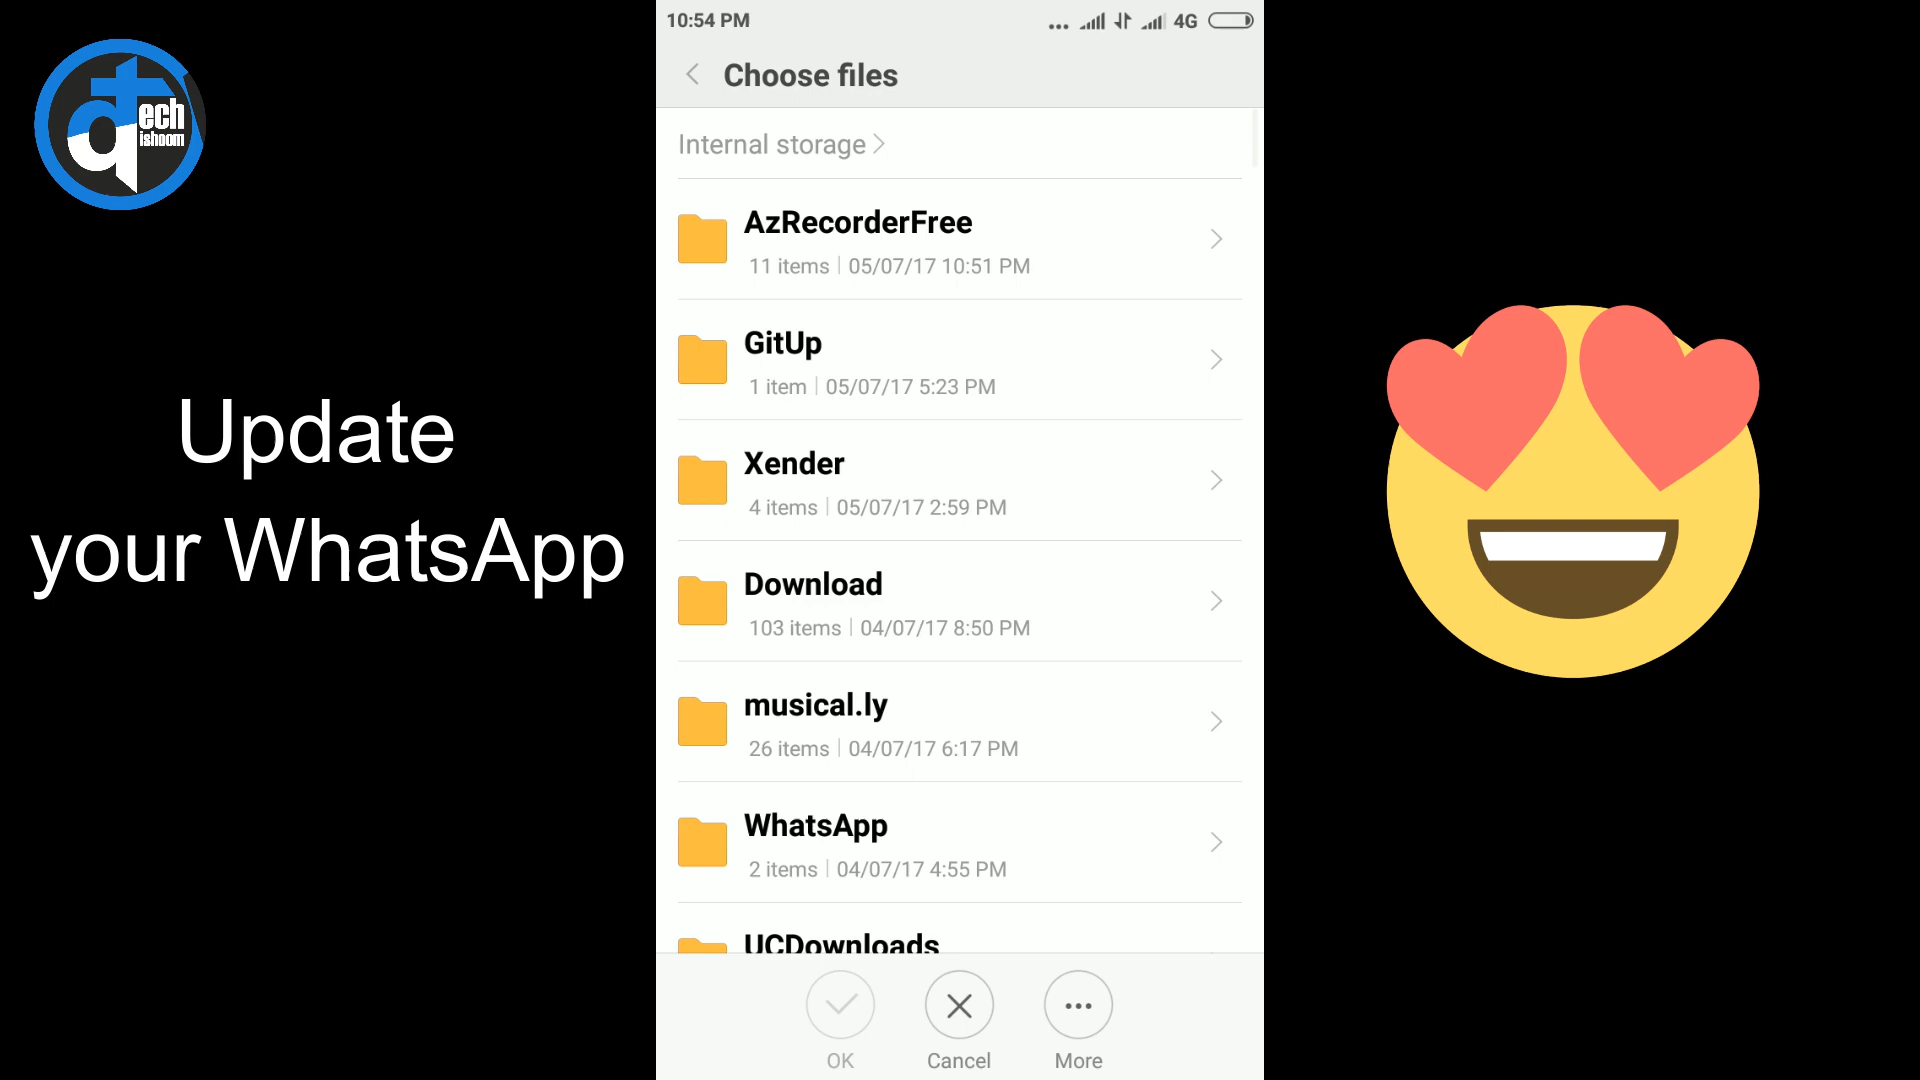 10:54 PM
4G
Choose files
tech
ishoom
Internal storage
AzRecorderFree
11 items | 05/07/17 10:51 PM
GitUp
1 item | 05/07/17 5:23 PM
Xender
4 items | 05/07/17 2:59 PM
Update
your WhatsApp
Download
103 items | 04/07/17 8:50 PM
musical.ly
26 items | 04/07/17 6:17 PM
WhatsApp
2 items | 04/07/17 4:55 PM
UCDownloads
OK
Cancel
More